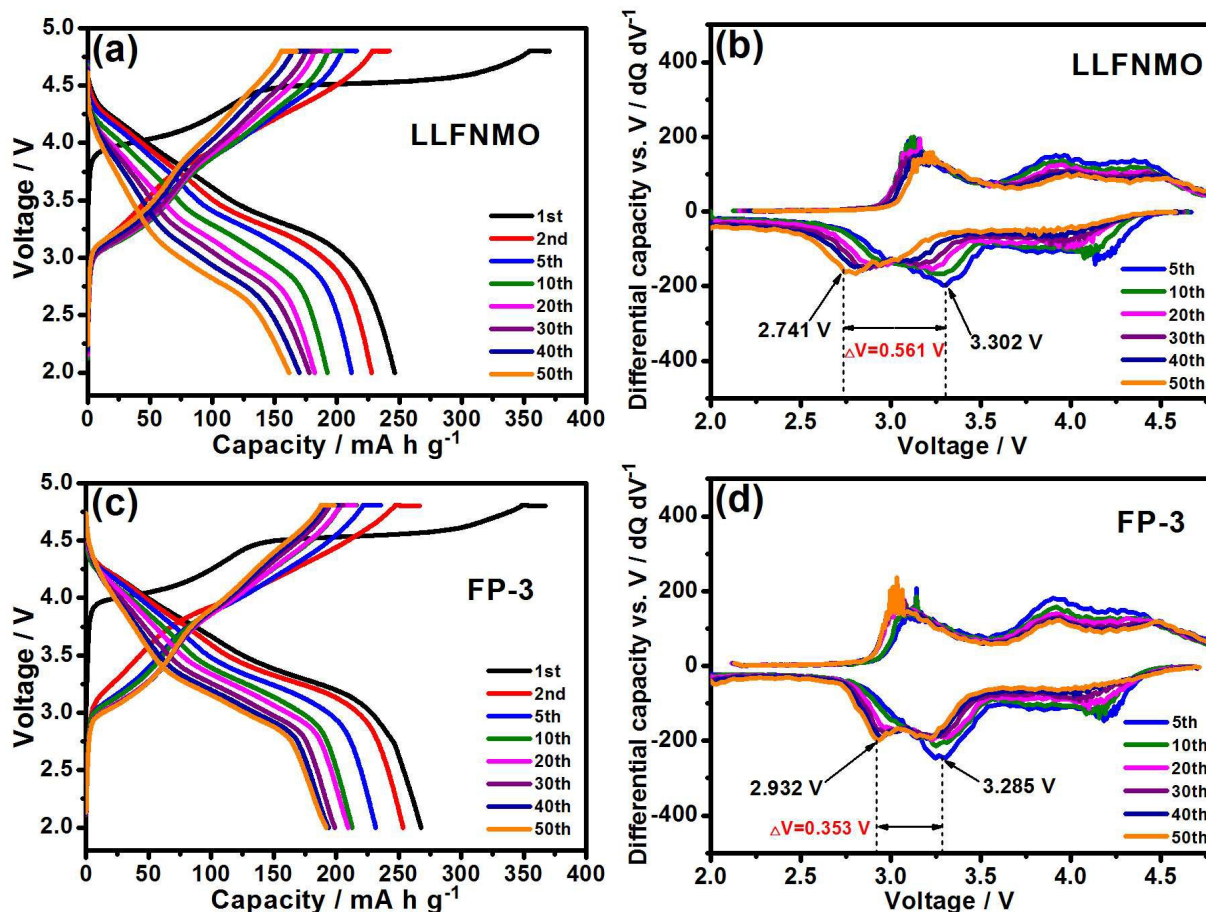 (a)
LLFNMO
Voltage / V
5.0
4.5
4.0
3.5
3.0
2.5
2.0
1st
2nd
5th
10th
20th
30th
40th
50th
0 50 100 150 200 250 300 350 400
Capacity / mA h g-1
(b)
LLFNMO
Differential capacity vs. V / dQ dV-1
400
200
0
-200
-400
2.741 V
3.302 V
△V=0.561 V
5th
10th
20th
30th
40th
50th
2.0 2.5 3.0 3.5 4.0 4.5
Voltage / V
(c)
FP-3
Voltage / V
5.0
4.5
4.0
3.5
3.0
2.5
2.0
1st
2nd
5th
10th
20th
30th
40th
50th
0 50 100 150 200 250 300 350 400
Capacity / mA h g-1
(d)
FP-3
Differential capacity vs. V / dQ dV-1
400
200
0
-200
-400
2.932 V
3.285 V
△V=0.353 V
5th
10th
20th
30th
40th
50th
2.0 2.5 3.0 3.5 4.0 4.5
Voltage / V